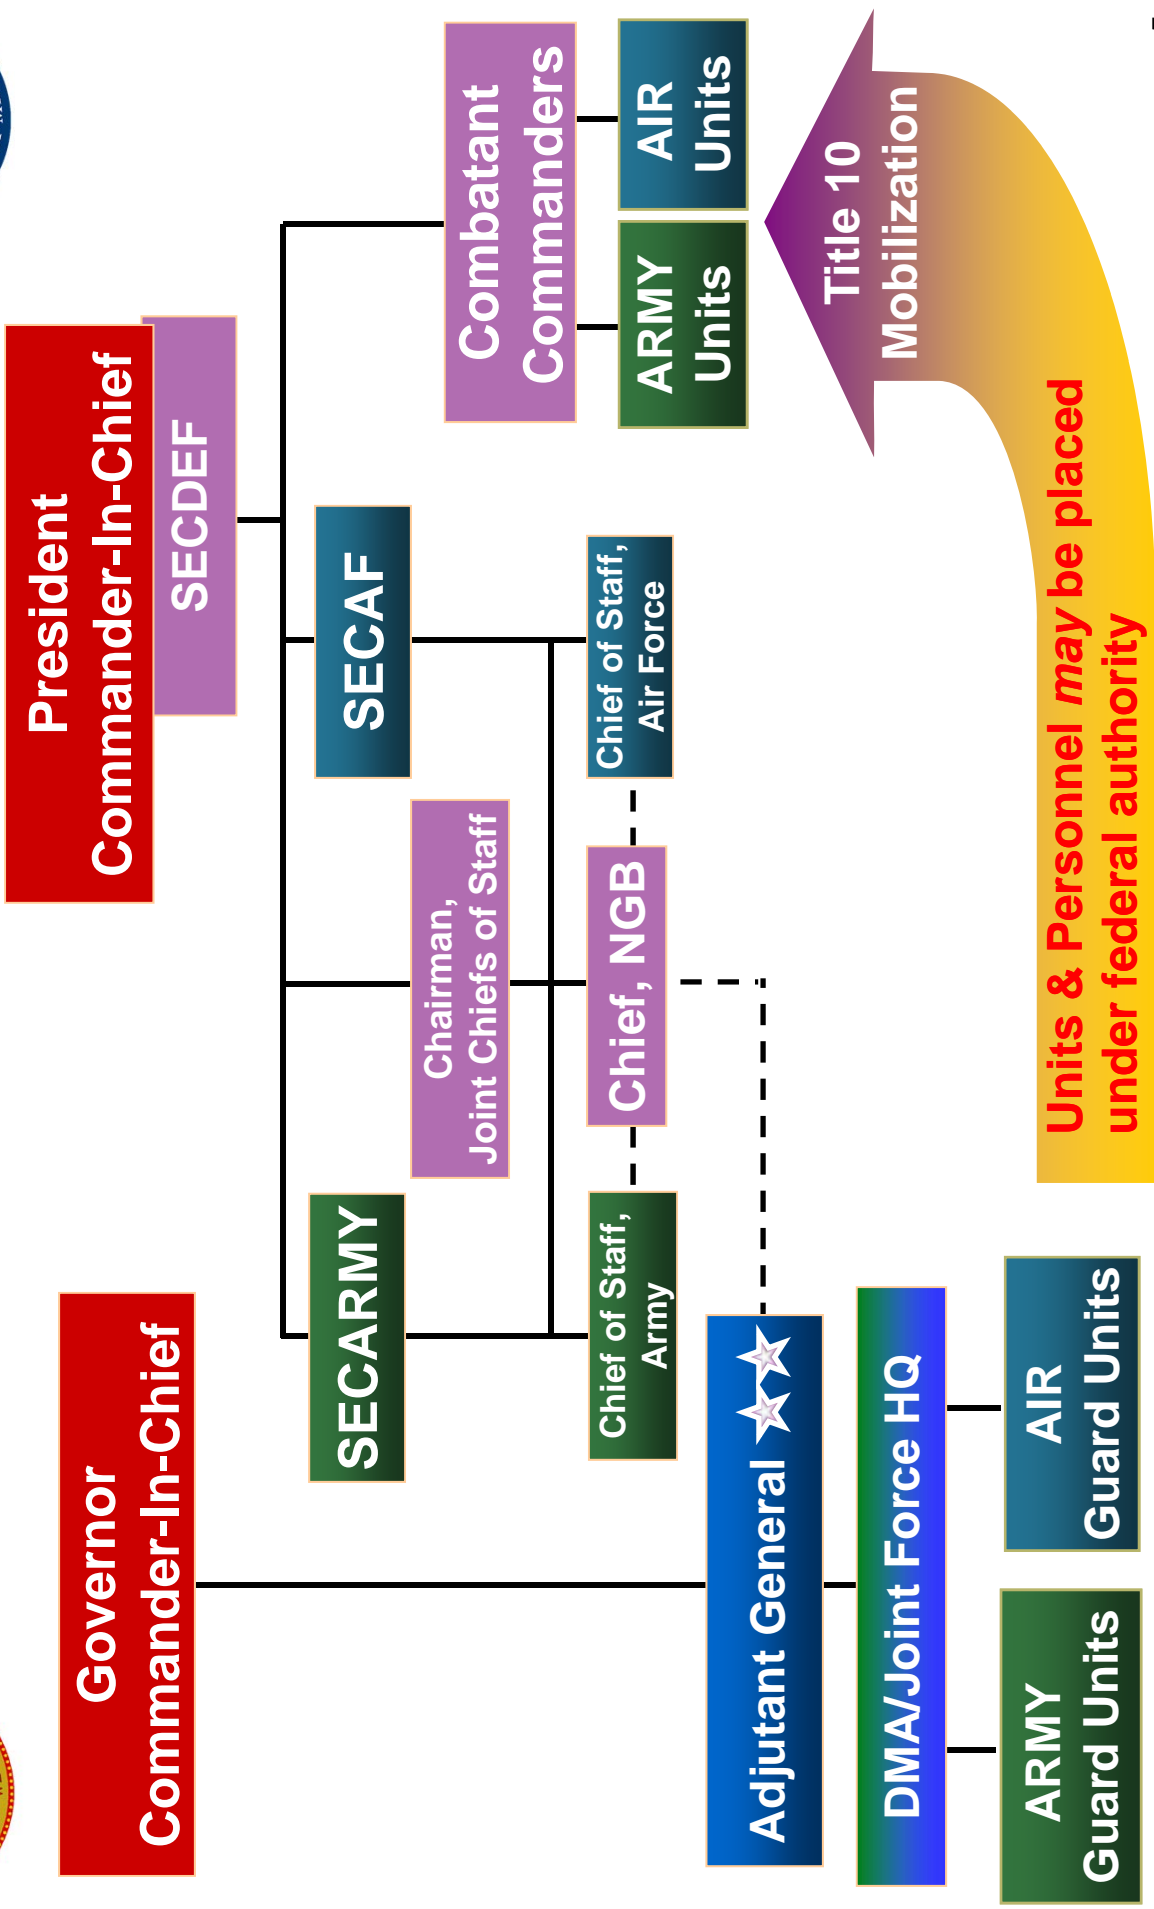 Governor
Commander-In-Chief
President
Commander-In-Chief
SECDEF
SECARMY
Chairman,
Joint Chiefs of Staff
SECAF
Combatant
Commanders
Chief of Staff,
Army
Chief, NGB
Chief of Staff,
Air Force
ARMY
Units
AIR
Units
Adjutant General
DMA/Joint Force HQ
ARMY
Guard Units
AIR
Guard Units
Title 10
Mobilization
Units & Personnel may be placed
under federal authority